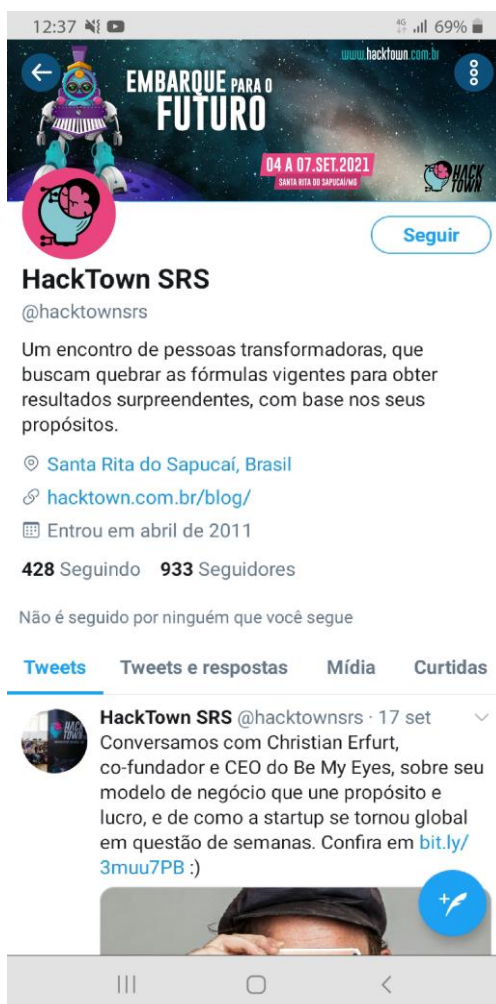 12:37
4G 69%
www.hacktown.com.br
EMBARQUE PARA O
FUTURO
04 A 07.SET.2021
SANTA RITA DO SAPUCAÍ/MG
HACK
TOWN
Seguir
HackTown SRS
@hacktownsrs
Um encontro de pessoas transformadoras, que
buscam quebrar as fórmulas vigentes para obter
resultados surpreendentes, com base nos seus
propósitos.
Santa Rita do Sapucaí, Brasil
hacktown.com.br/blog/
Entrou em abril de 2011
428 Seguindo 933 Seguidores
Não é seguido por ninguém que você segue
Tweets Tweets e respostas Mídia Curtidas
HACK
TOWN
HackTown SRS @hacktownsrs · 17 set
Conversamos com Christian Erfurt,
co-fundador e CEO do Be My Eyes, sobre seu
modelo de negócio que une propósito e
lucro, e de como a startup se tornou global
em questão de semanas. Confira em bit.ly/
3muu7PB :)